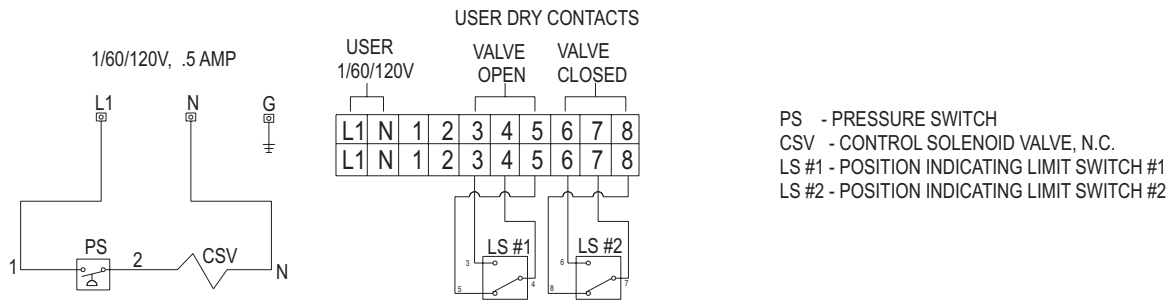 USER DRY CONTACTS
1/60/120V, .5 AMP
USER
1/60/120V
VALVE
OPEN
VALVE
CLOSED
L1 N G
L1 N 1 2 3 4 5 6 7 8
L1 N 1 2 3 4 5 6 7 8
PS - PRESSURE SWITCH
CSV - CONTROL SOLENOID VALVE, N.C.
LS #1 - POSITION INDICATING LIMIT SWITCH #1
LS #2 - POSITION INDICATING LIMIT SWITCH #2
1 PS 2 CSV N
LS #1
3
4
5
LS #2
6
7
8